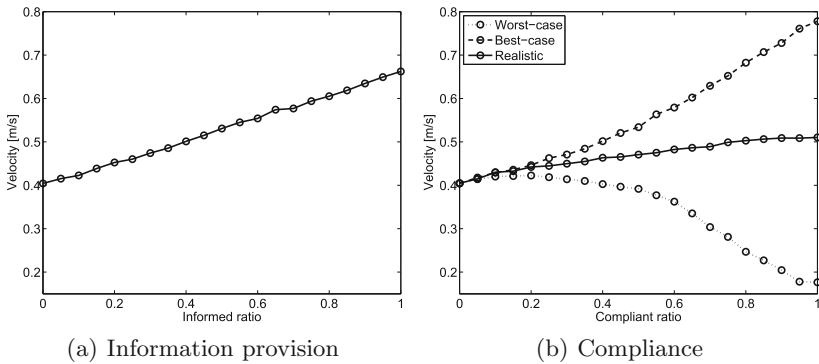 0.8
0.7
0.6
0.5
0.4
0.3
0.2
Velocity [m/s]
0 0.2 0.4 0.6 0.8 1
Informed ratio
(a) Information provision
0.8
0.7
0.6
0.5
0.4
0.3
0.2
Velocity [m/s]
Worst−case
Best−case
Realistic
0 0.2 0.4 0.6 0.8 1
Compliant ratio
(b) Compliance